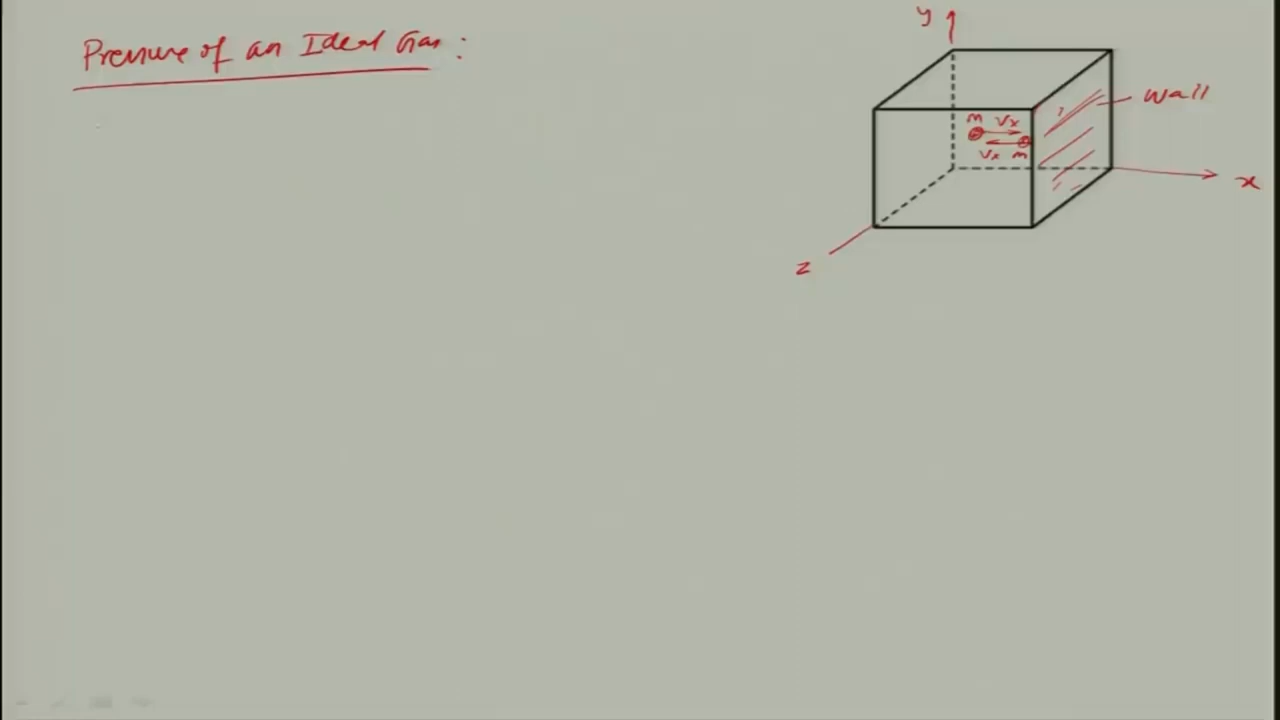 Pressure of an Ideal Gas :
y
wall
m vx
vx m
x
z